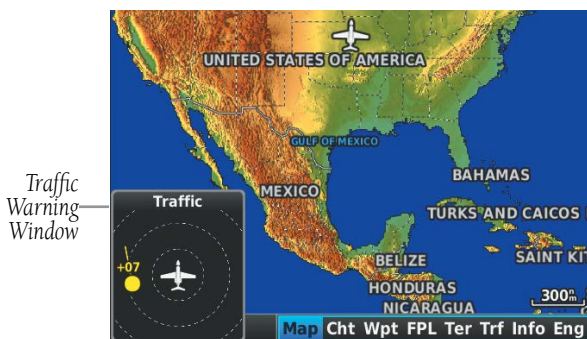 UNITED STATES OF AMERICA
GULF OF MEXICO
BAHAMAS
MEXICO
TURKS AND CAICOS
BELIZE
SAINT KIT
HONDURAS
NICARAGUA
300nm
Traffic
Warning
Window
Traffic
+07
Map Cht Wpt FPL Ter Trf Info Eng